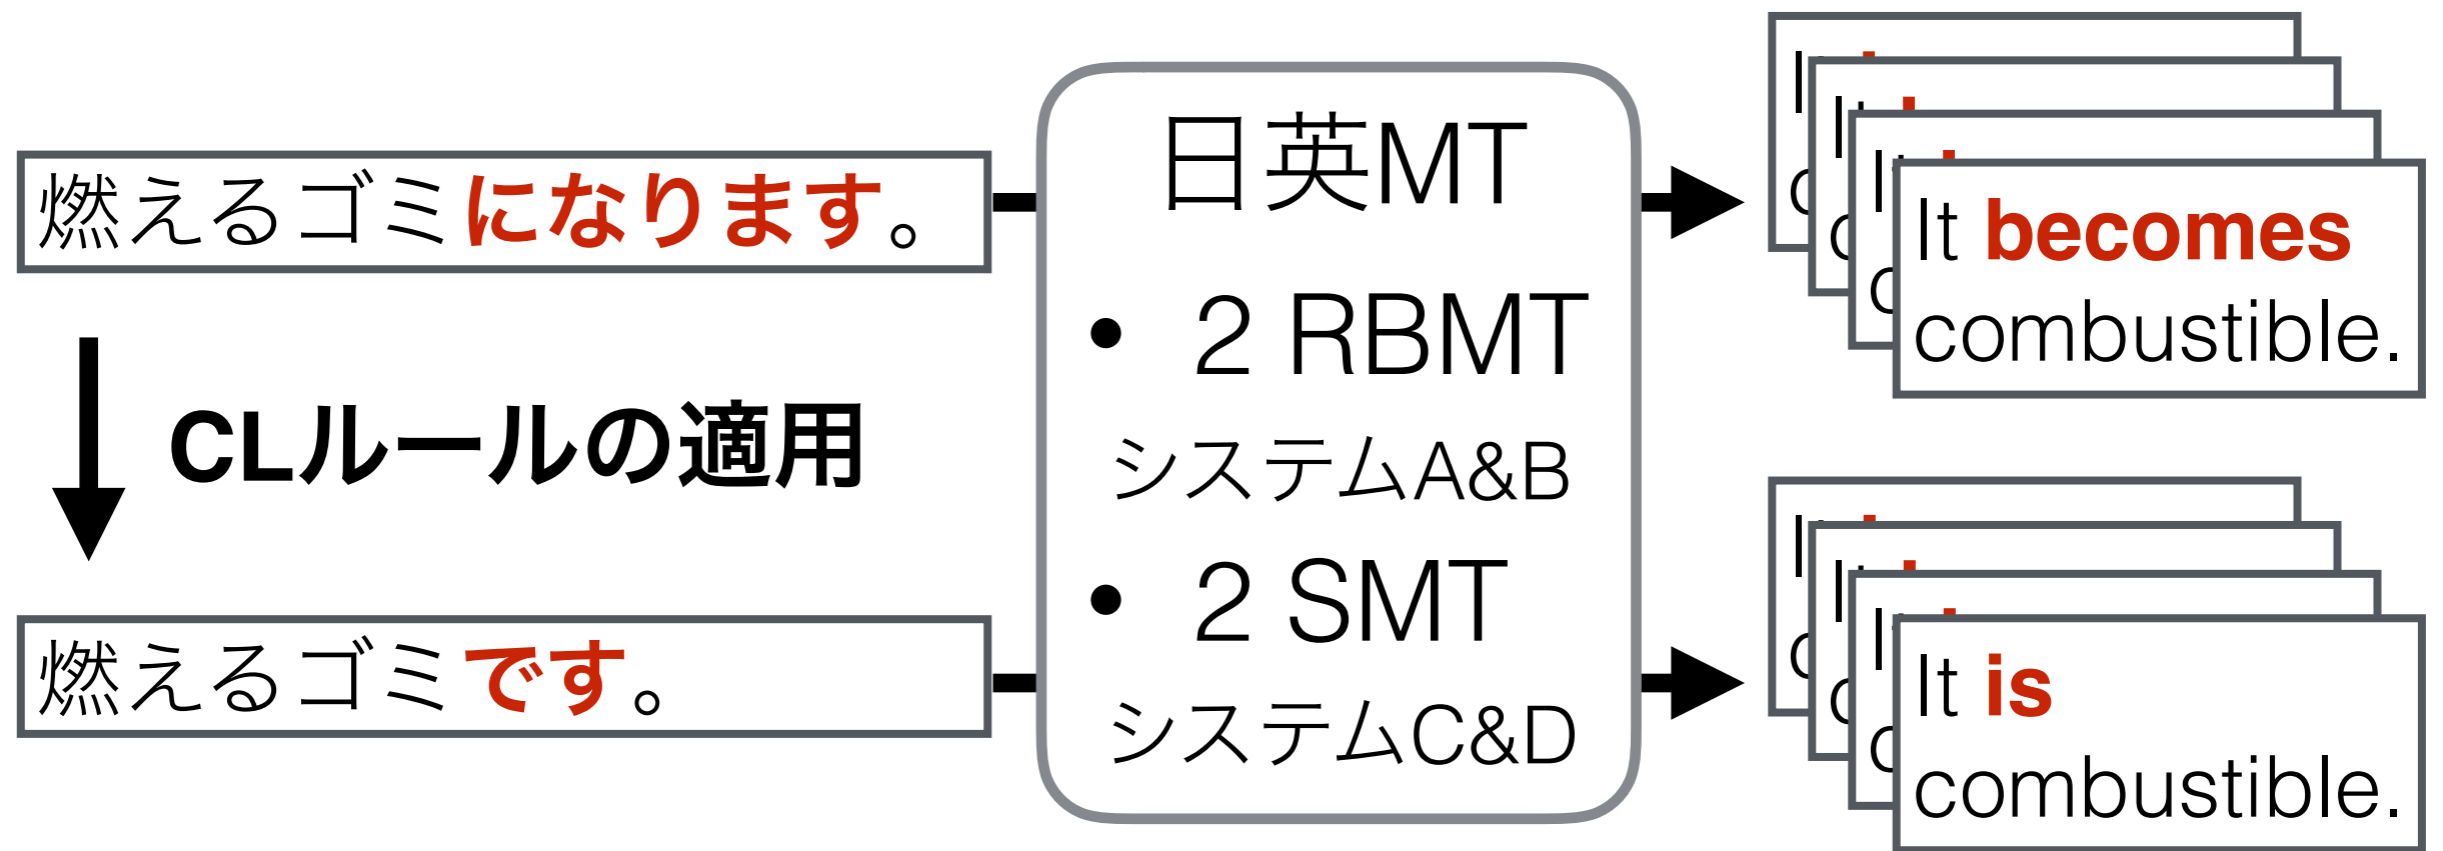 燃えるゴミになります。
CLルールの適用
燃えるゴミです。
日英MT
• 2 RBMT
システムA&B
• 2 SMT
システムC&D
It becomes
combustible.
It is
combustible.